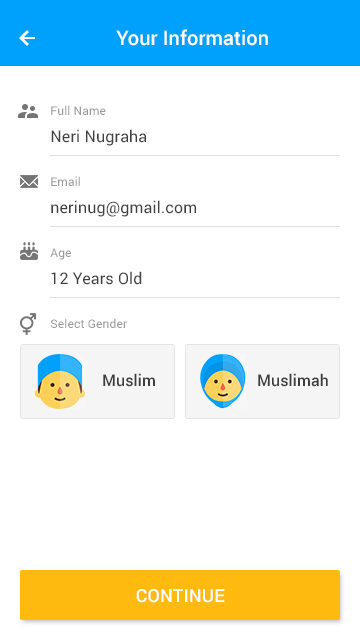 Your Information
Full Name
Neri Nugraha
Email
nerinug@gmail.com
Age
12 Years Old
Select Gender
Muslim
Muslimah
CONTINUE